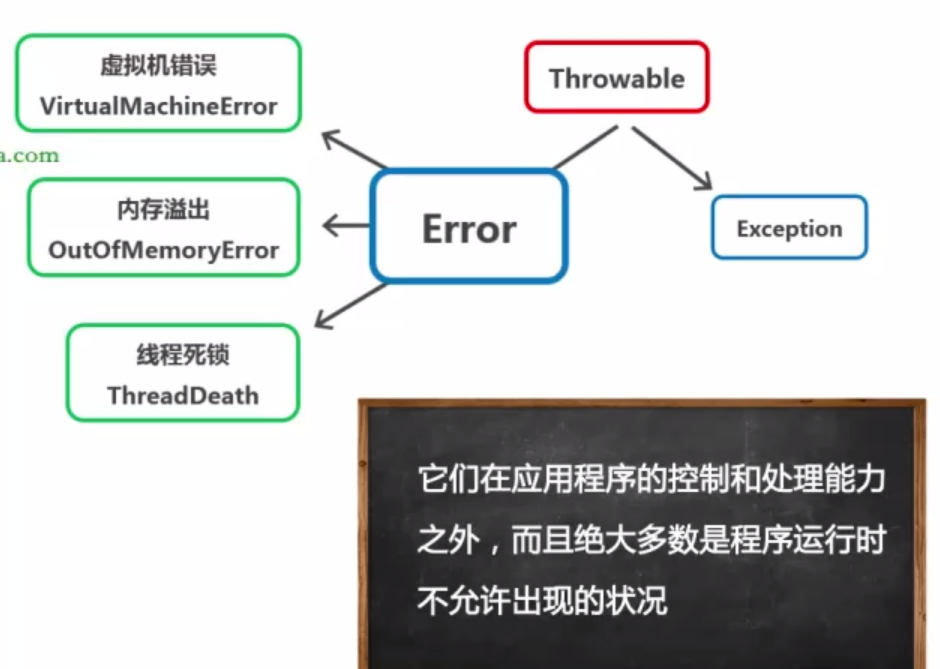 虚拟机错误
VirtualMachineError
Throwable
a.com
内存溢出
OutOfMemoryError
Error
Exception
线程死锁
ThreadDeath
它们在应用程序的控制和处理能力
之外，而且绝大多数是程序运行时
不允许出现的状况